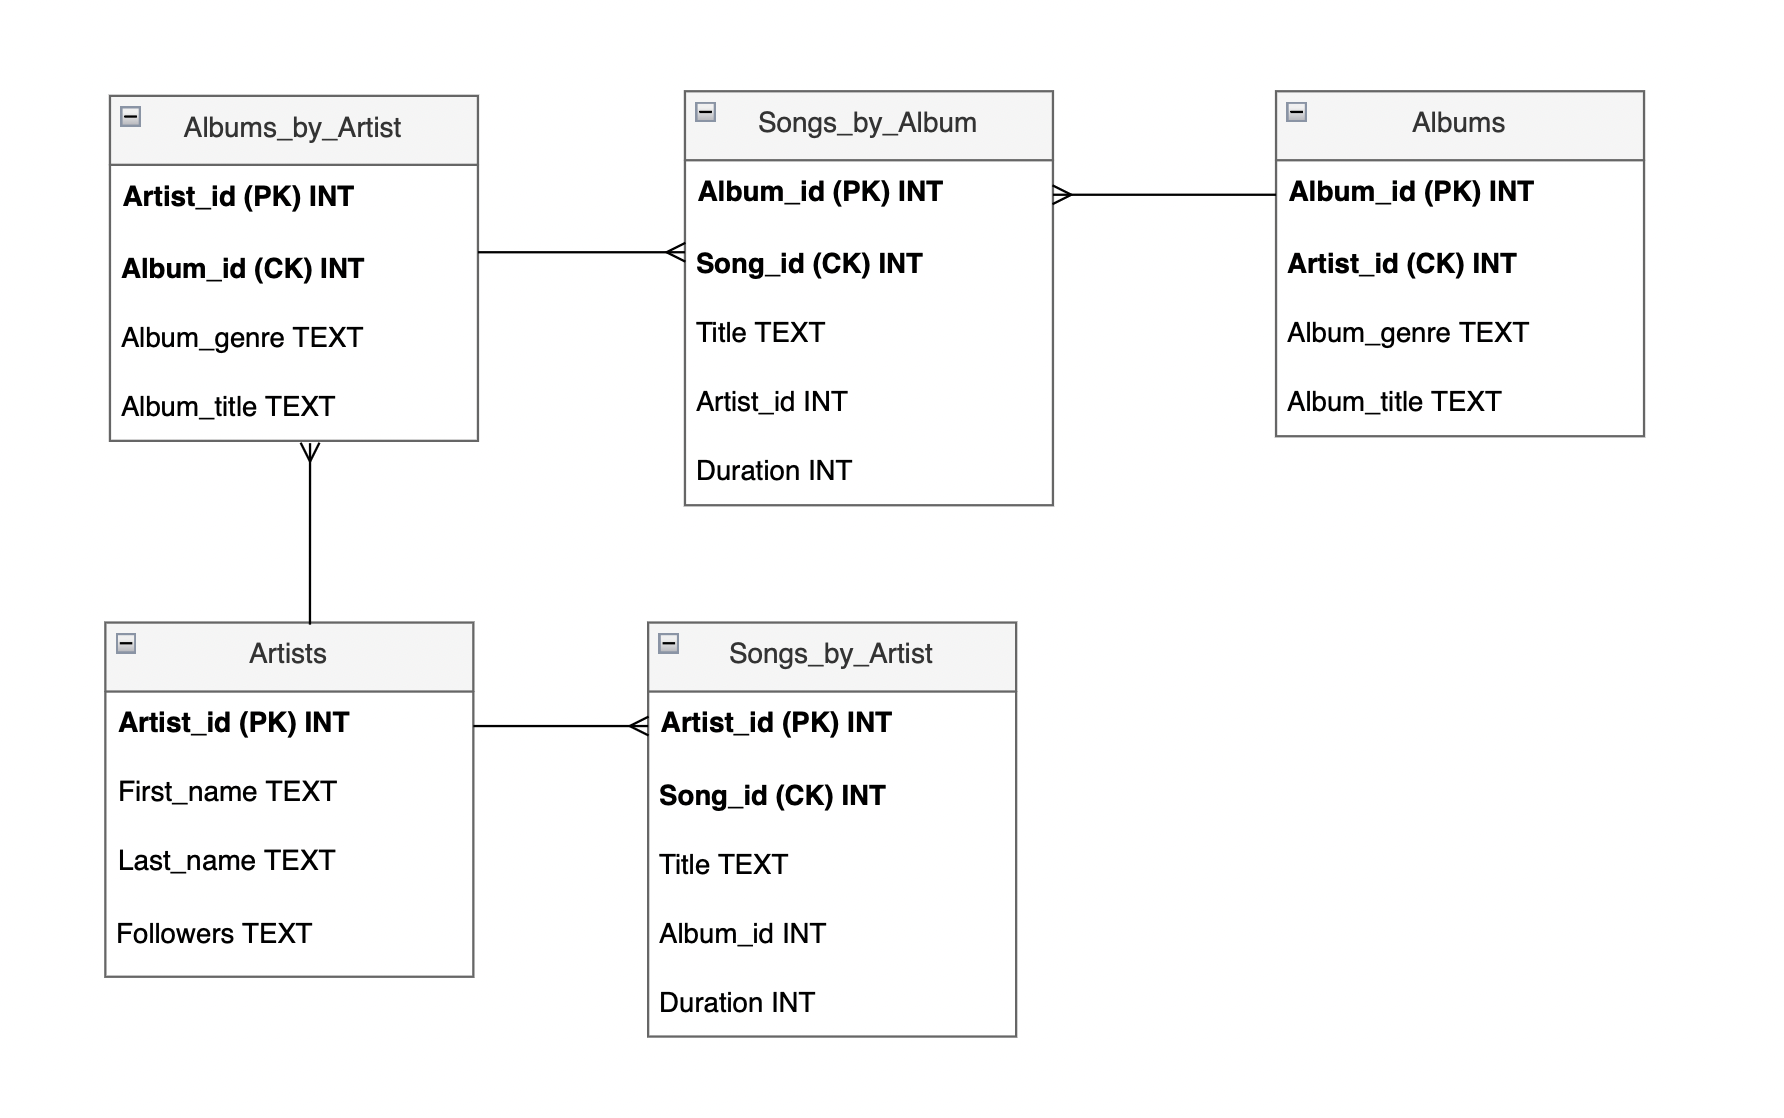 Albums_by_Artist
Artist_id (PK) INT
Album_id (CK) INT
Album_genre TEXT
Album_title TEXT
Songs_by_Album
Album_id (PK) INT
Song_id (CK) INT
Title TEXT
Artist_id INT
Duration INT
Albums
Album_id (PK) INT
Artist_id (CK) INT
Album_genre TEXT
Album_title TEXT
Artists
Artist_id (PK) INT
First_name TEXT
Last_name TEXT
Followers TEXT
Songs_by_Artist
Artist_id (PK) INT
Song_id (CK) INT
Title TEXT
Album_id INT
Duration INT